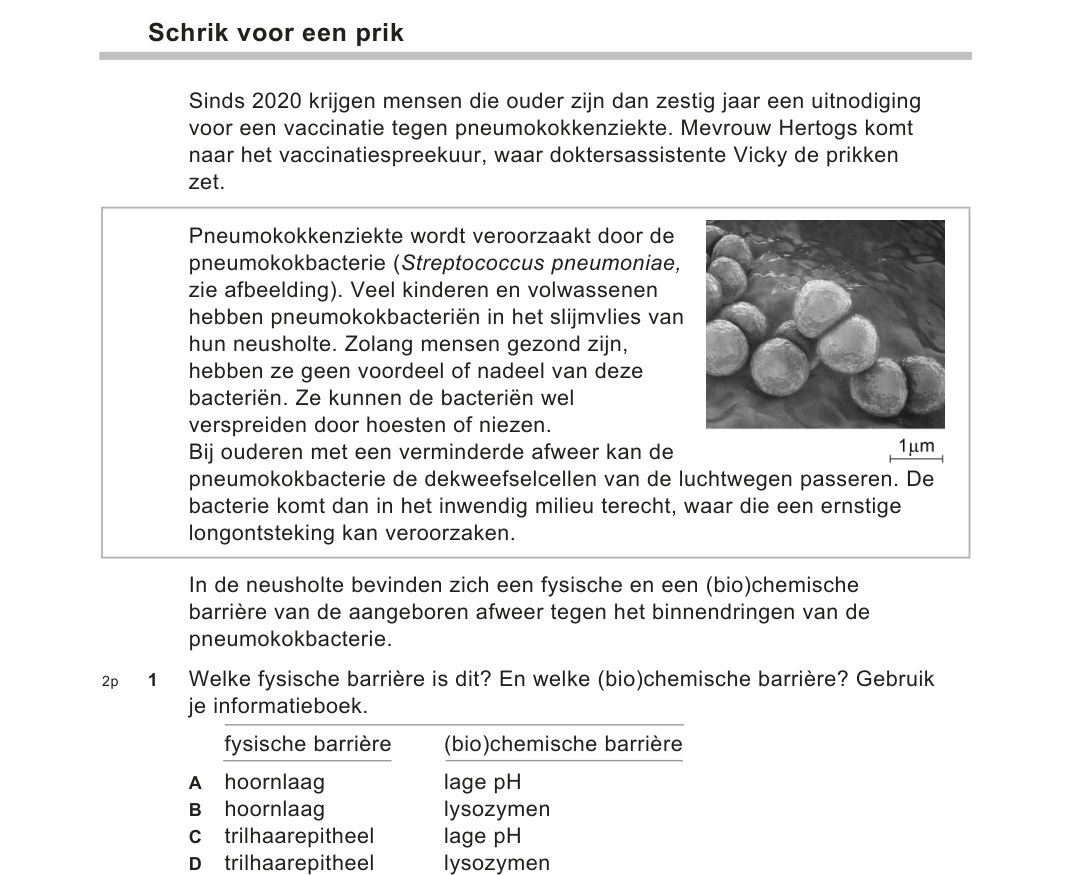 Schrik voor een prik
Sinds 2020 krijgen mensen die ouder zijn dan zestig jaar een uitnodiging
voor een vaccinatie tegen pneumokokkenziekte. Mevrouw Hertogs komt
naar het vaccinatiespreekuur, waar doktersassistente Vicky de prikken
zet.
Pneumokokkenziekte wordt veroorzaakt door de
pneumokokbacterie (Streptococcus pneumoniae,
zie afbeelding). Veel kinderen en volwassenen
hebben pneumokokbacteriën in het slijmvlies van
hun neusholte. Zolang mensen gezond zijn,
hebben ze geen voordeel of nadeel van deze
bacteriën. Ze kunnen de bacteriën wel
verspreiden door hoesten of niezen.
1μm
Bij ouderen met een verminderde afweer kan de
pneumokokbacterie de dekweefselcellen van de luchtwegen passeren. De
bacterie komt dan in het inwendig milieu terecht, waar die een ernstige
longontsteking kan veroorzaken.
In de neusholte bevinden zich een fysische en een (bio)chemische
barrière van de aangeboren afweer tegen het binnendringen van de
pneumokokbacterie.
2p 1 Welke fysische barrière is dit? En welke (bio)chemische barrière? Gebruik
je informatieboek.
fysische barrière (bio)chemische barrière
A hoornlaag lage pH
B hoornlaag lysozymen
C trilhaarepitheel lage pH
D trilhaarepitheel lysozymen